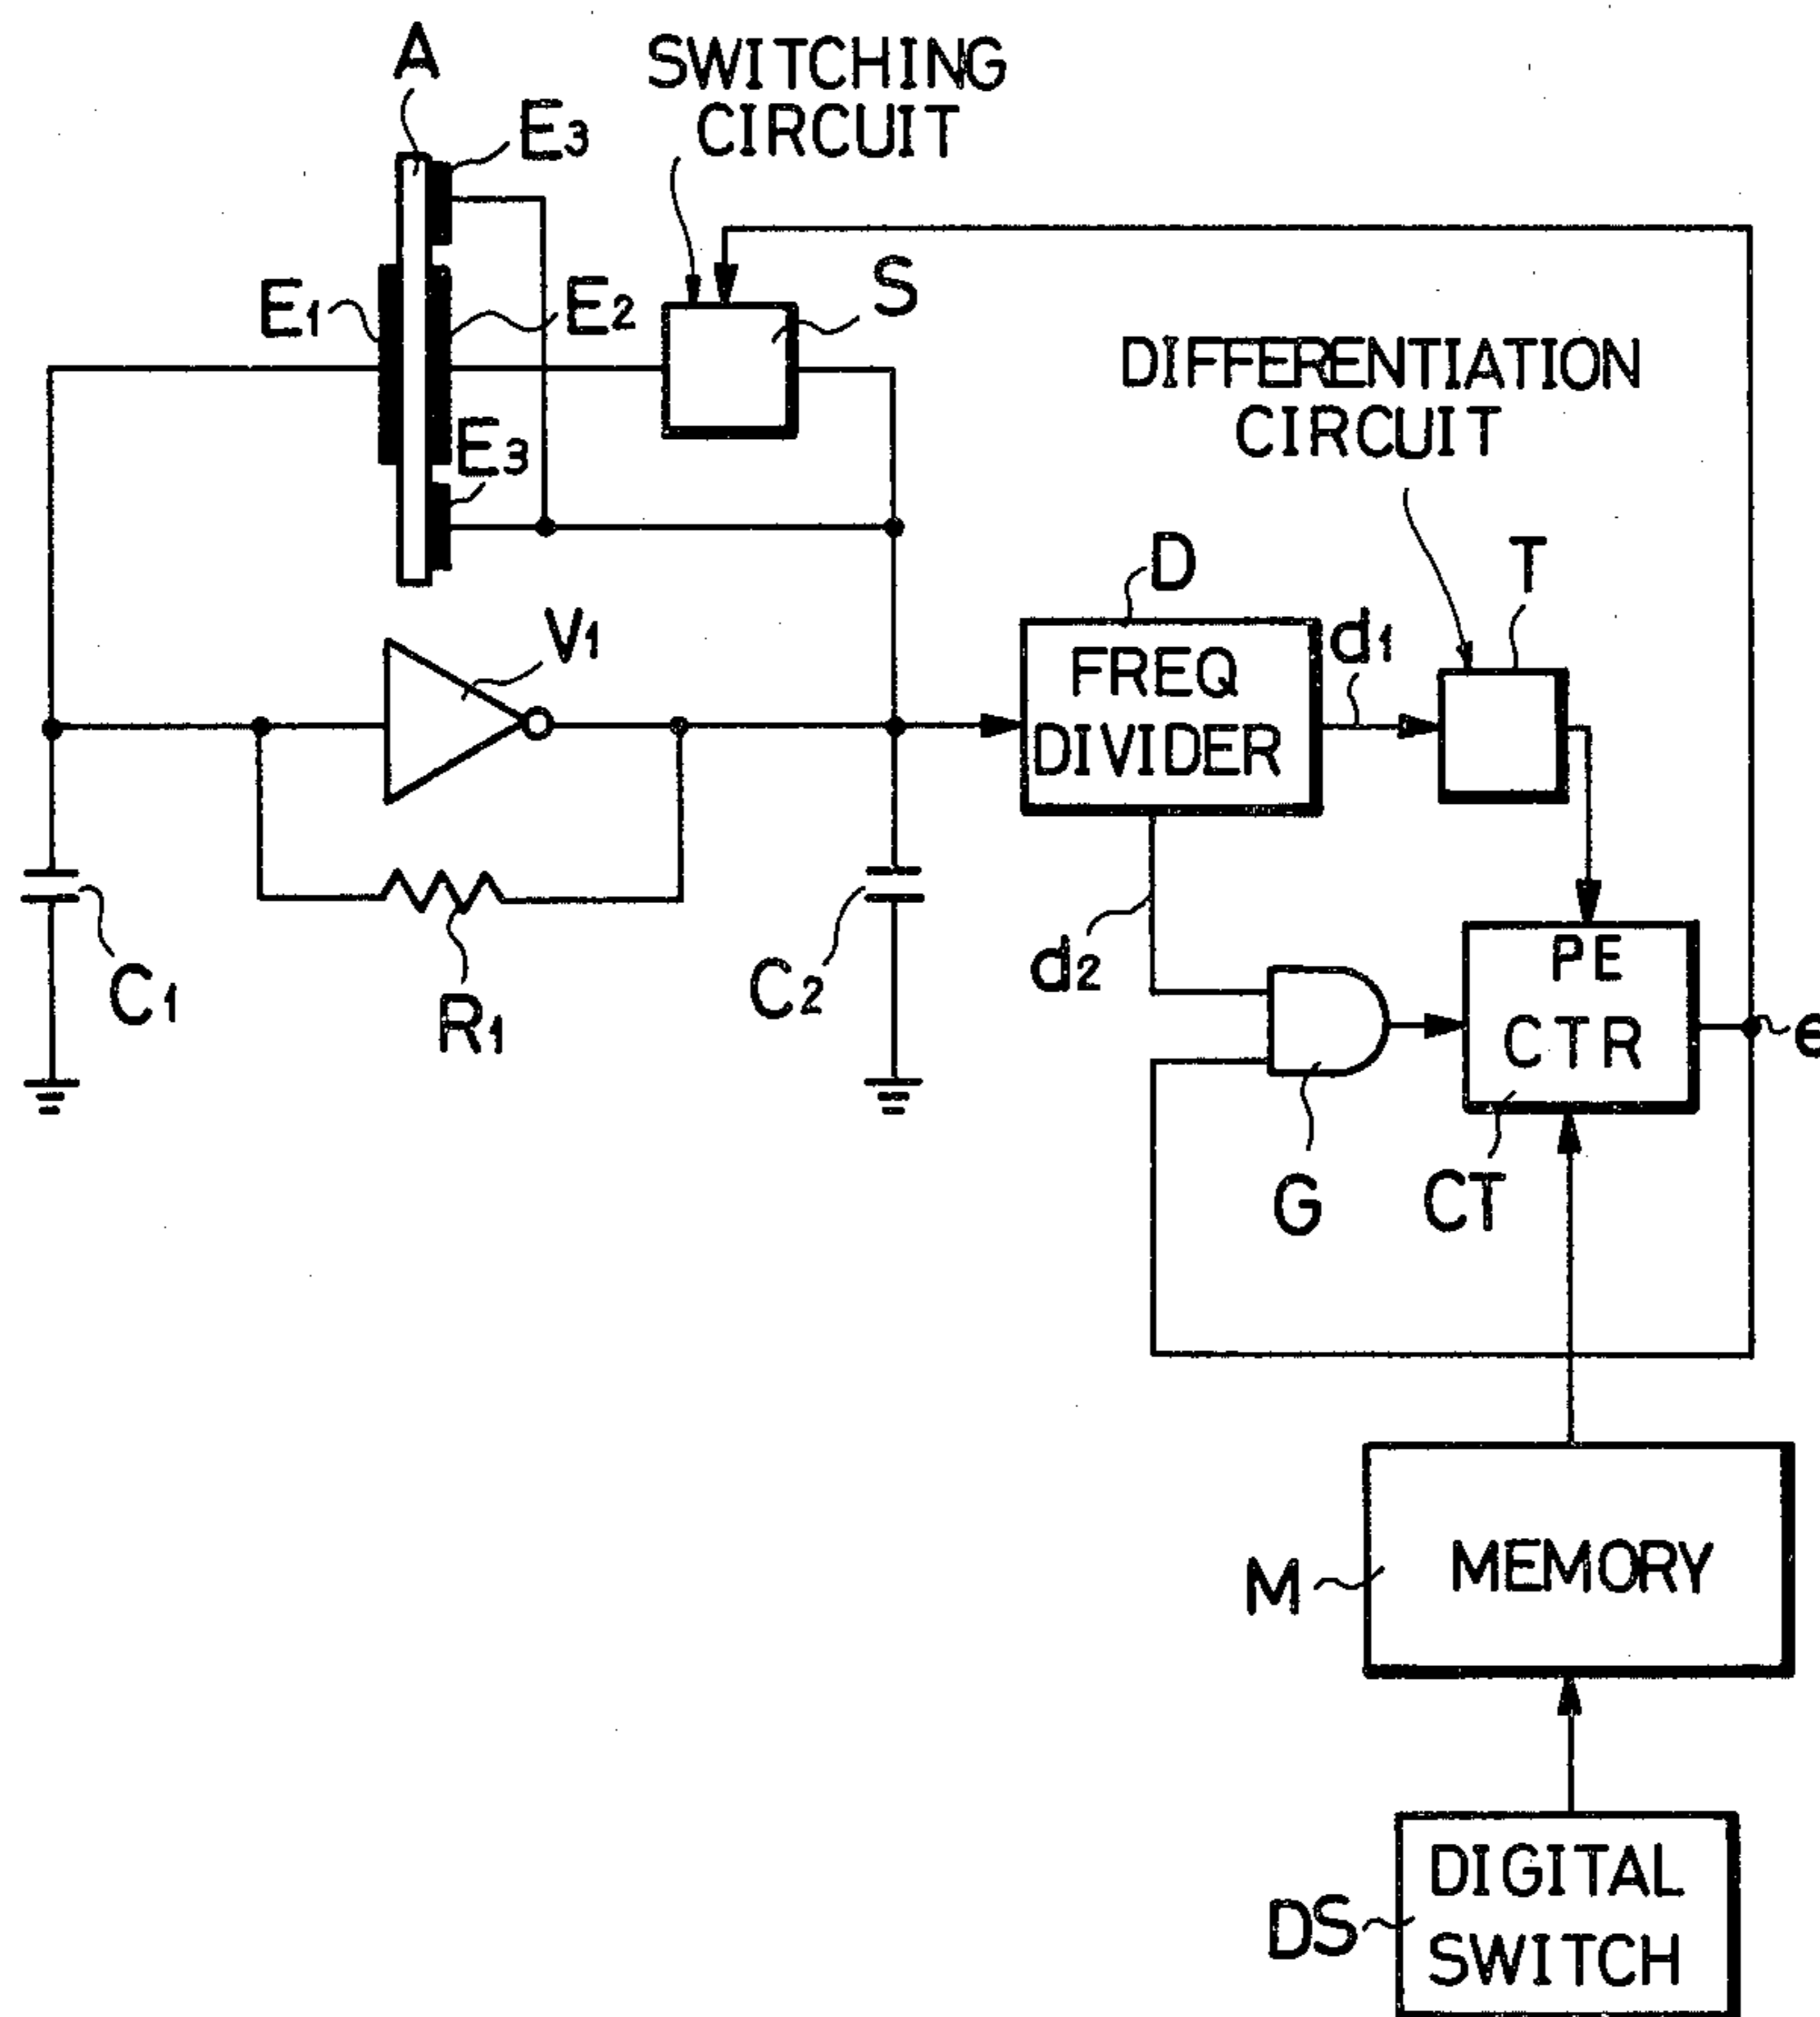 A
SWITCHING
CIRCUIT
E3
E1
E2
S
DIFFERENTIATION
CIRCUIT
E3
D
T
V1
FREQ
DIVIDER
d1
C1
R1
C2
d2
PE
CTR
e
G
CT
M
MEMORY
DS
DIGITAL
SWITCH